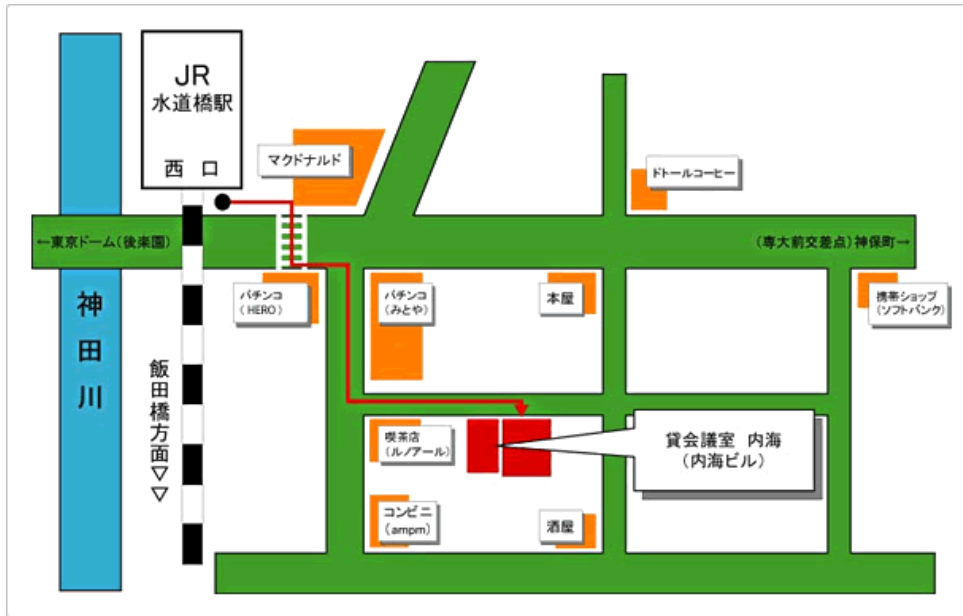 JR
水道橋駅
西 口
マクドナルド
ドトールコーヒー
←東京ドーム(後楽園)
(専大前交差点)神保町→
パチンコ
(HERO)
パチンコ
(みとや)
本屋
携帯ショップ
(ソフトバンク)
神田川
飯田橋方面▽▽
喫茶店
(ルノアール)
貸会議室 内海
(内海ビル)
コンビニ
(ampm)
酒屋